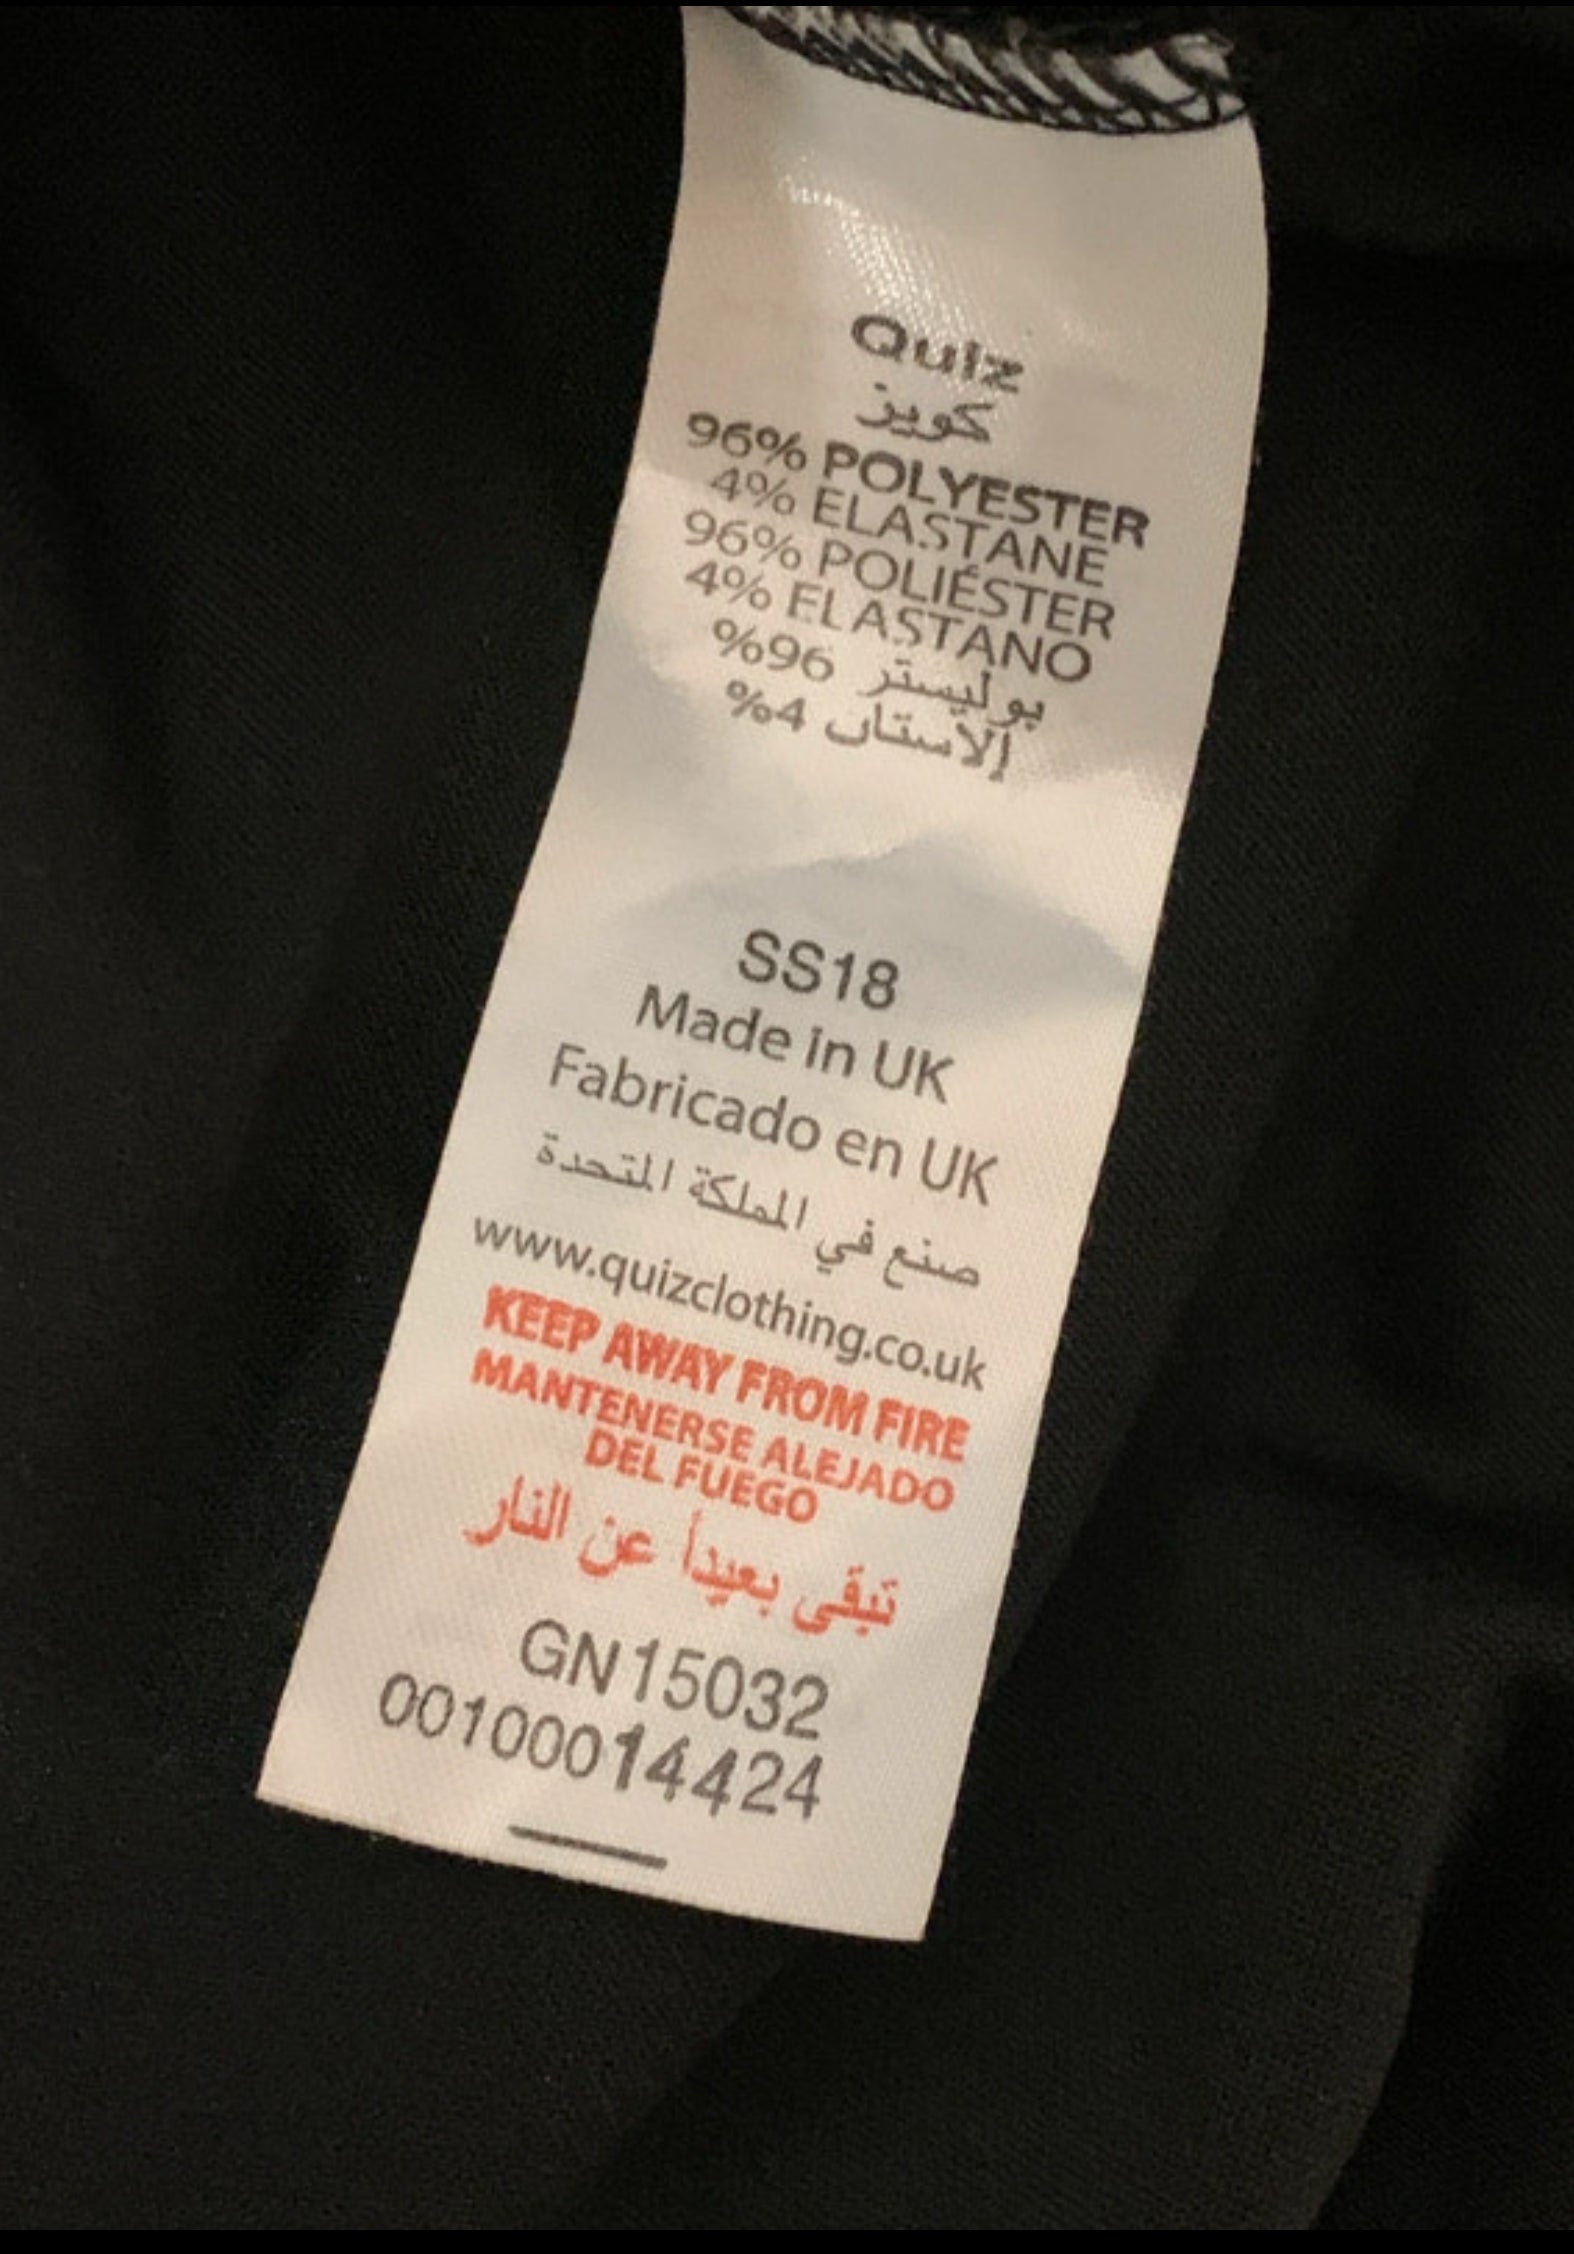 Quiz
كويز
96% POLYESTER
4% ELASTANE
96% POLIÉSTER
4% ELASTANO
بوليستر 96%
إلاستان 4%
SS18
Made in UK
Fabricado en UK
صنع في المملكة المتحدة
www.quizclothing.co.uk
KEEP AWAY FROM FIRE
MANTENERSE ALEJADO
DEL FUEGO
تبقى بعيداً عن النار
GN15032
00100014424